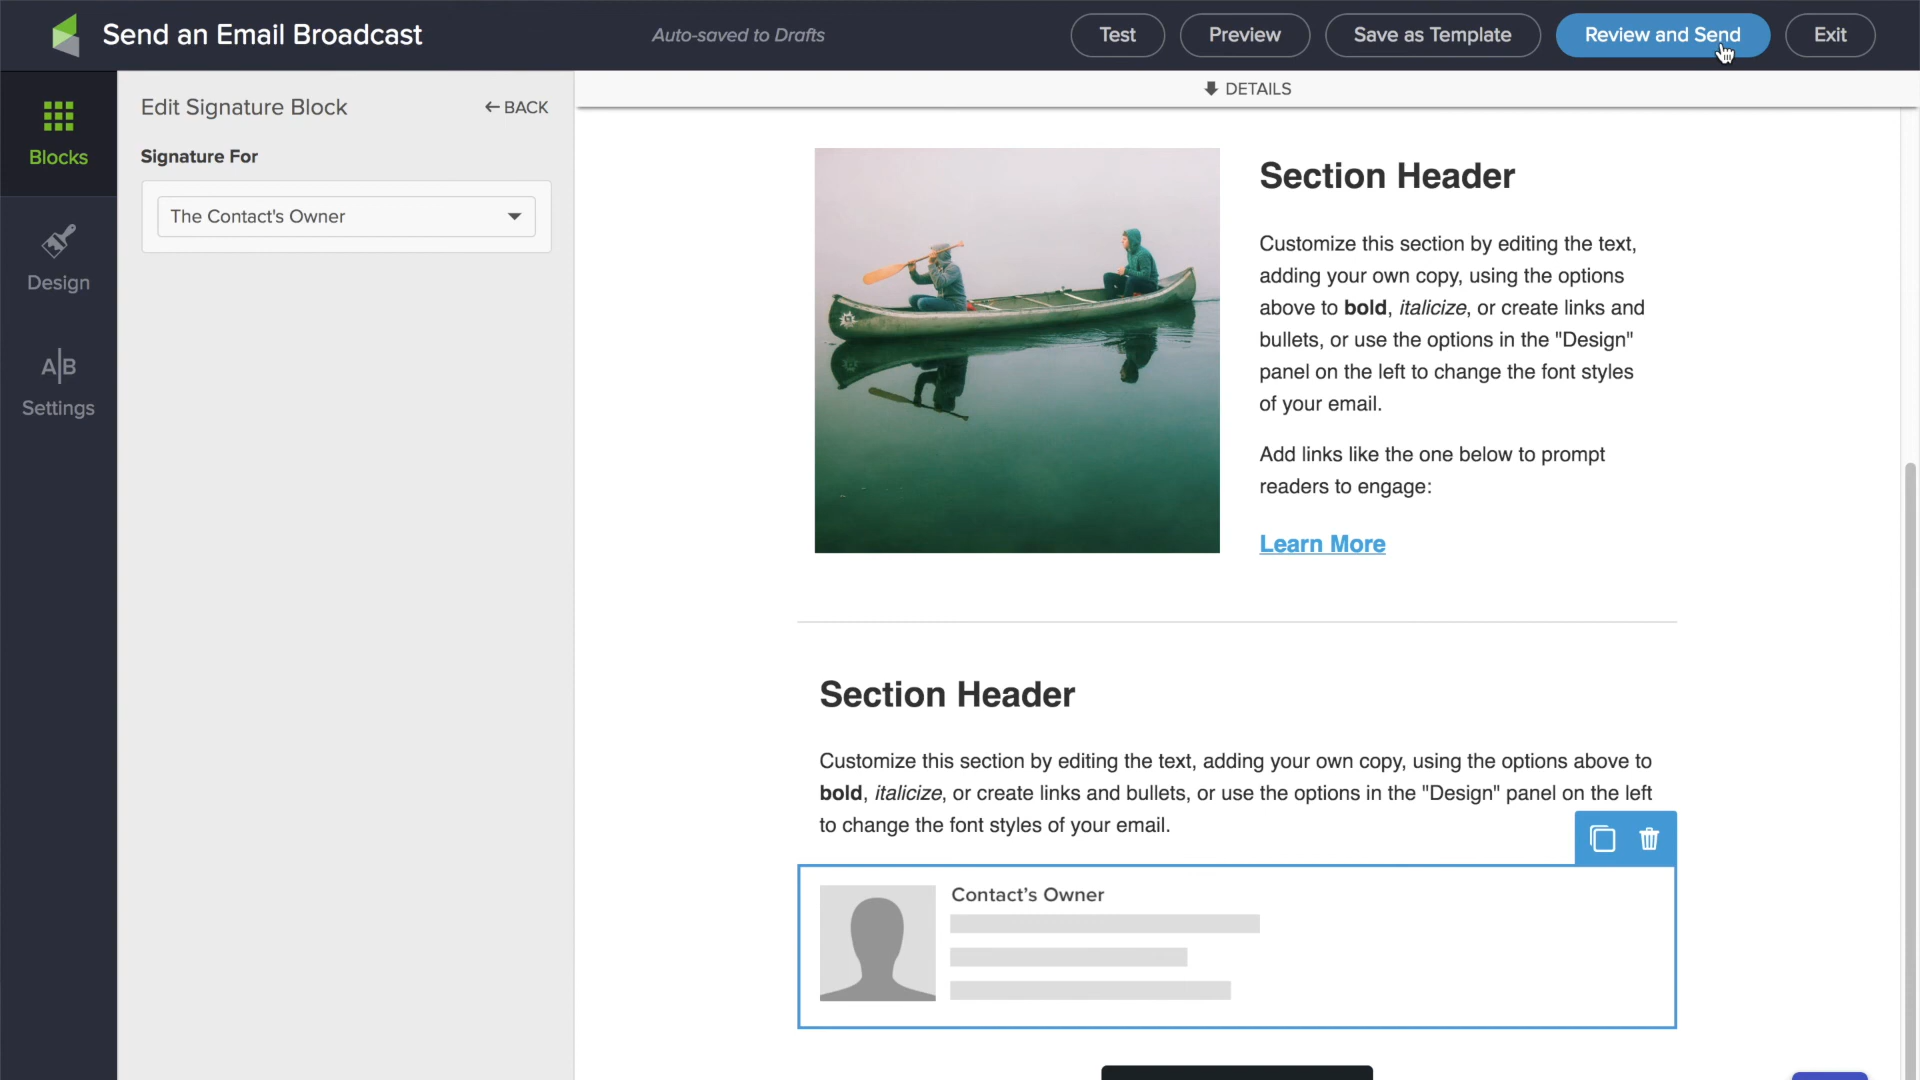 Send an Email Broadcast
Auto-saved to Drafts
Test
Preview
Save as Template
Review and Send
Exit
Blocks
Design
A|B
Settings
Edit Signature Block
← BACK
Signature For
The Contact's Owner
DETAILS
Section Header
Customize this section by editing the text,
adding your own copy, using the options
above to bold, italicize, or create links and
bullets, or use the options in the "Design"
panel on the left to change the font styles
of your email.
Add links like the one below to prompt
readers to engage:
Learn More
Section Header
Customize this section by editing the text, adding your own copy, using the options above to
bold, italicize, or create links and bullets, or use the options in the "Design" panel on the left
to change the font styles of your email.
Contact’s Owner